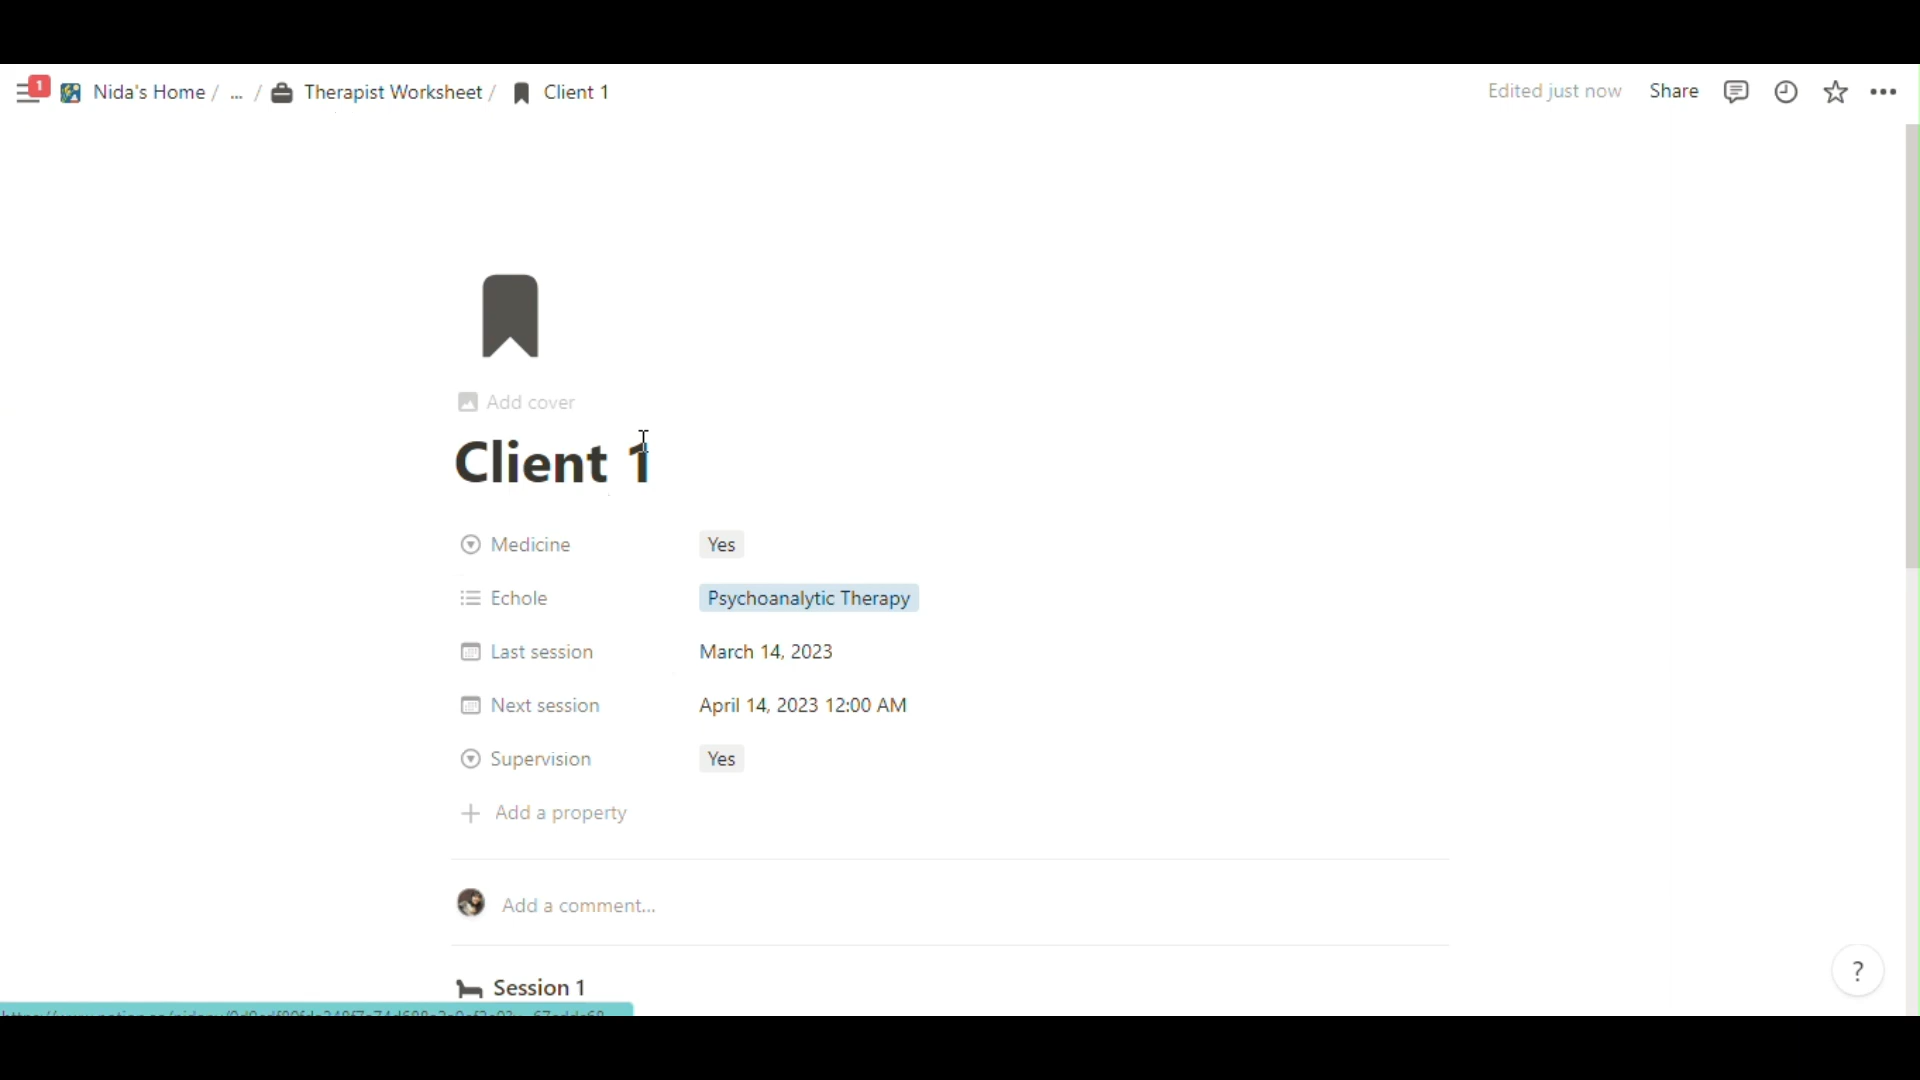 1 Nida's Home / ... / Therapist Worksheet / Client 1
Edited just now Share
Add cover
Client 1
Medicine Yes
Echole Psychoanalytic Therapy
Last session March 14, 2023
Next session April 14, 2023 12:00 AM
Supervision Yes
+ Add a property
Add a comment...
?
Session 1